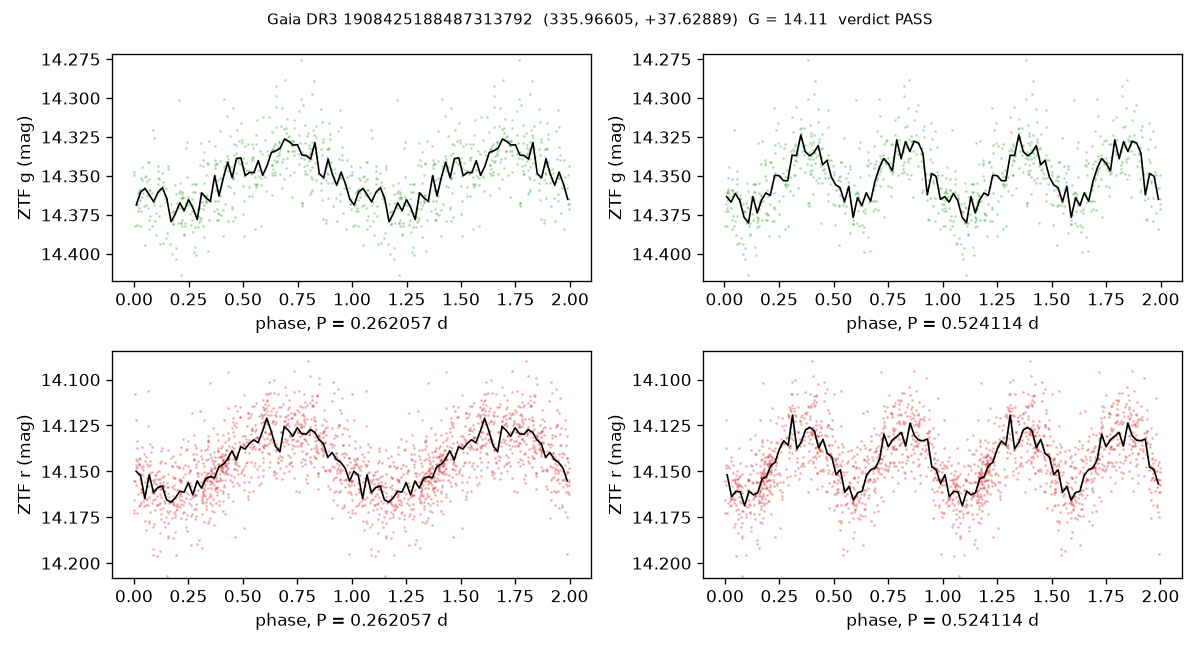 Gaia DR3 1908425188487313792  (335.96605, +37.62889)  G = 14.11  verdict PASS
ZTF g (mag)
14.275
14.300
14.325
14.350
14.375
14.400
0.00 0.25 0.50 0.75 1.00 1.25 1.50 1.75 2.00
phase, P = 0.262057 d
ZTF g (mag)
14.275
14.300
14.325
14.350
14.375
14.400
0.00 0.25 0.50 0.75 1.00 1.25 1.50 1.75 2.00
phase, P = 0.524114 d
ZTF r (mag)
14.100
14.125
14.150
14.175
14.200
0.00 0.25 0.50 0.75 1.00 1.25 1.50 1.75 2.00
phase, P = 0.262057 d
ZTF r (mag)
14.100
14.125
14.150
14.175
14.200
0.00 0.25 0.50 0.75 1.00 1.25 1.50 1.75 2.00
phase, P = 0.524114 d